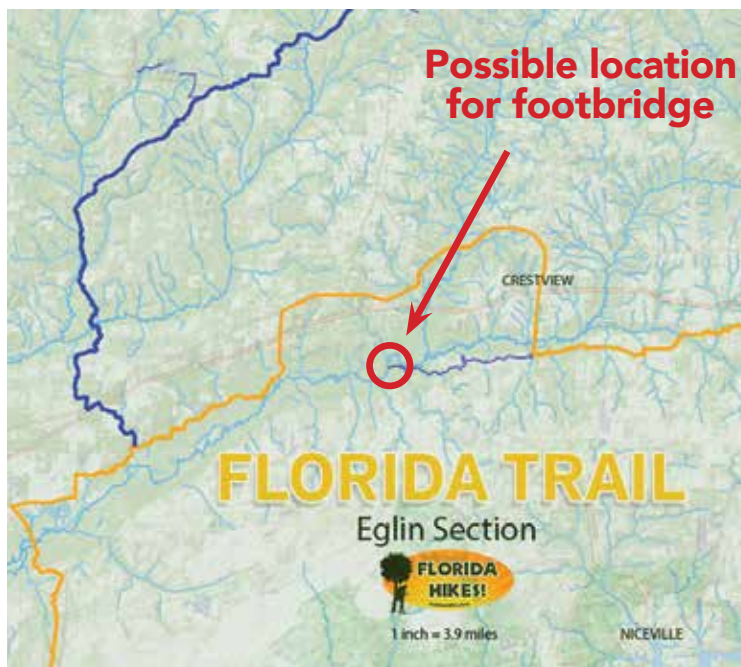 Possible location
for footbridge
CRESTVIEW
FLORIDA TRAIL
Eglin Section
FLORIDA
HIKES!
1 inch = 3.9 miles
NICEVILLE